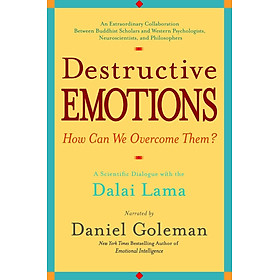 An Extraordinary Collaboration
Between Buddhist Scholars and Western Psychologists,
Neuroscientists, and Philosophers
Destructive
EMOTIONS
How Can We Overcome Them?
A Scientific Dialogue with the
Dalai Lama
Narrated by
Daniel Goleman
New York Times Bestselling Author of
Emotional Intelligence